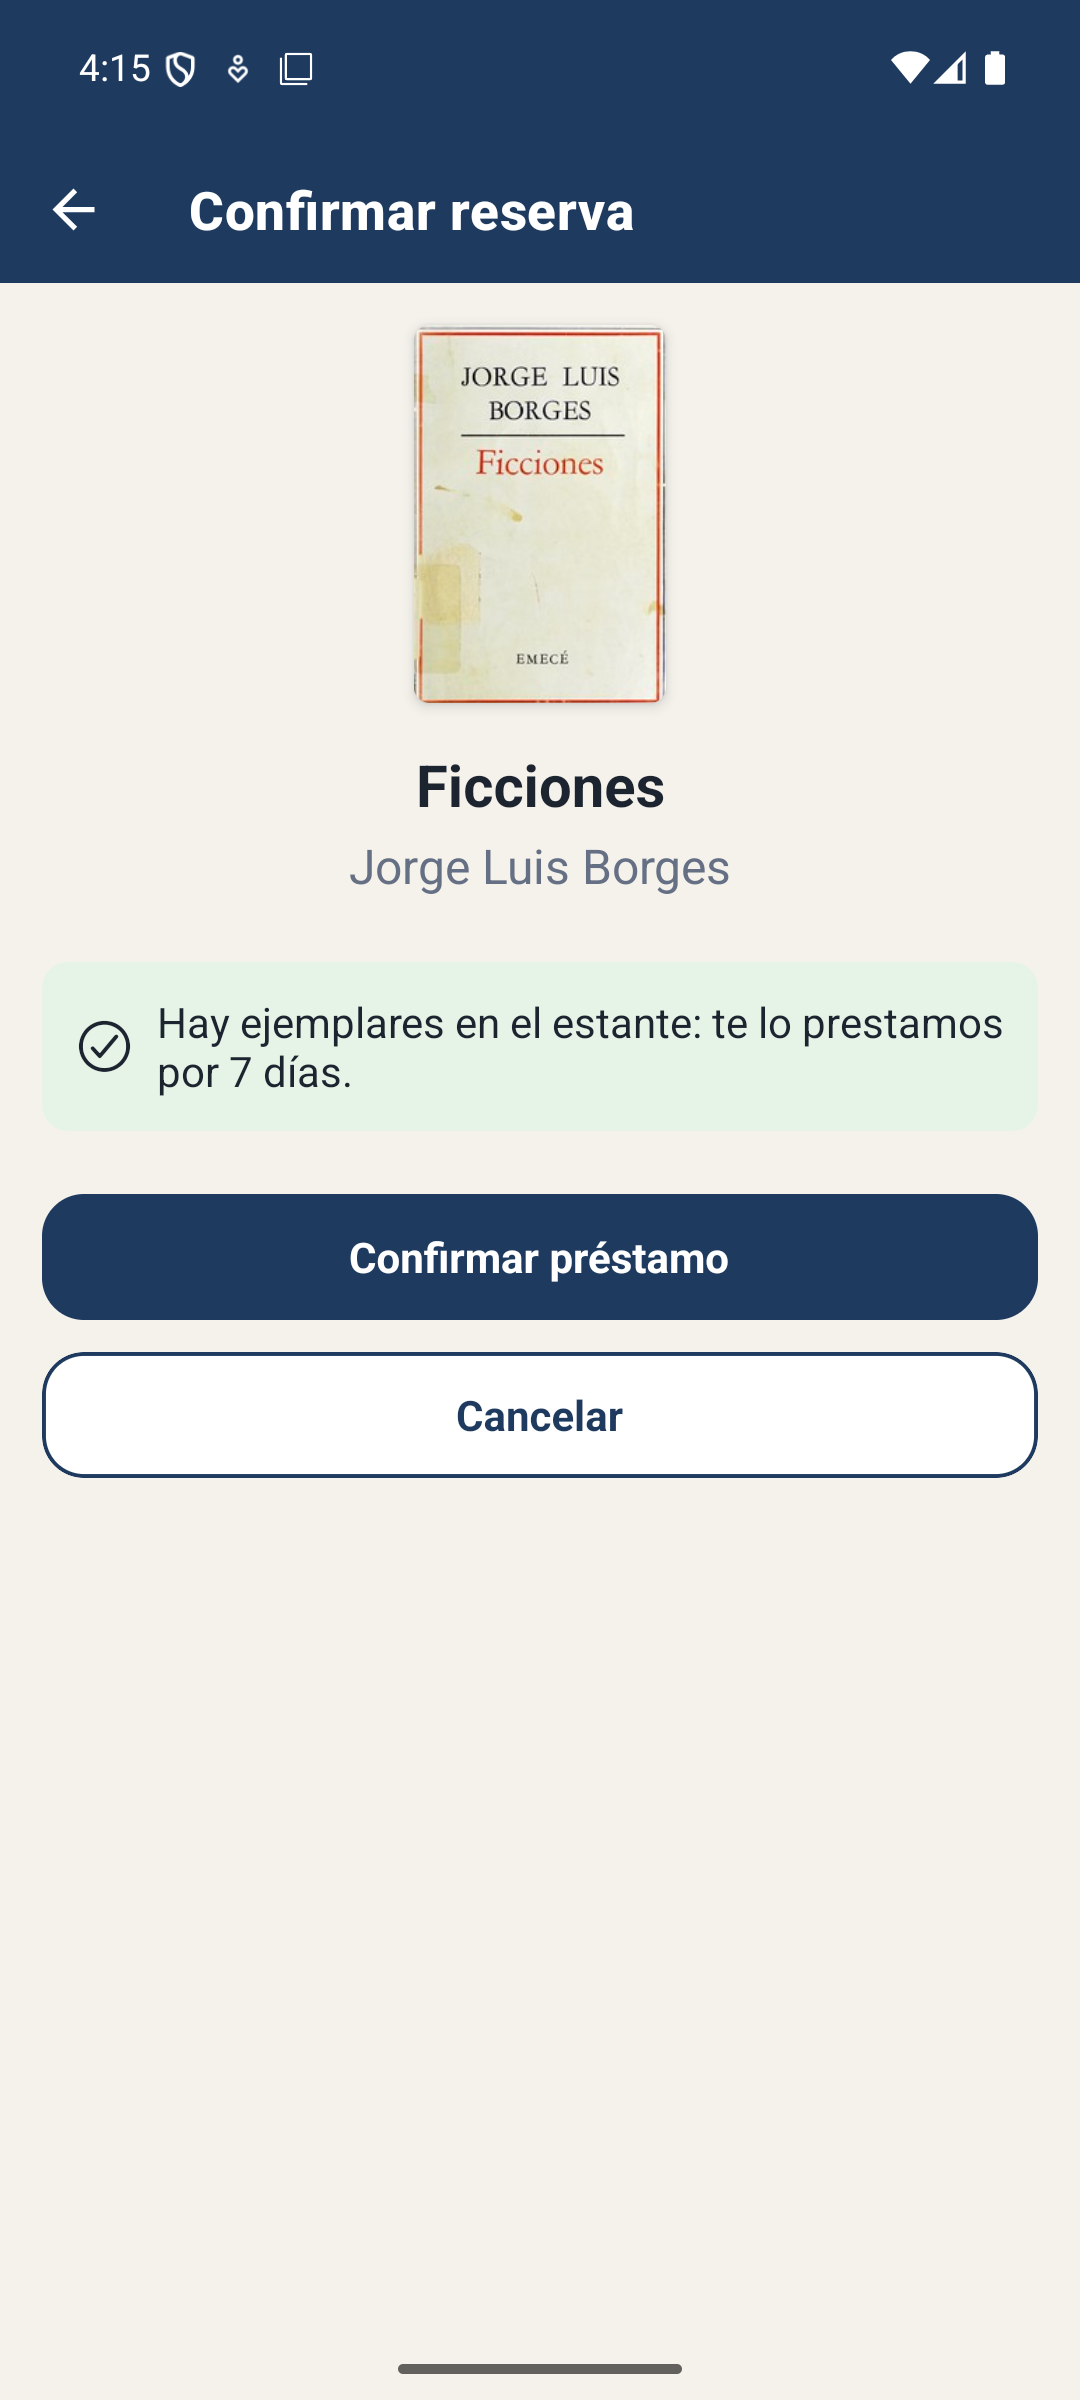 4:15
Confirmar reserva
JORGE LUIS
BORGES
Ficciones
EMECÉ
Ficciones
Jorge Luis Borges
Hay ejemplares en el estante: te lo prestamos
por 7 días.
Confirmar préstamo
Cancelar